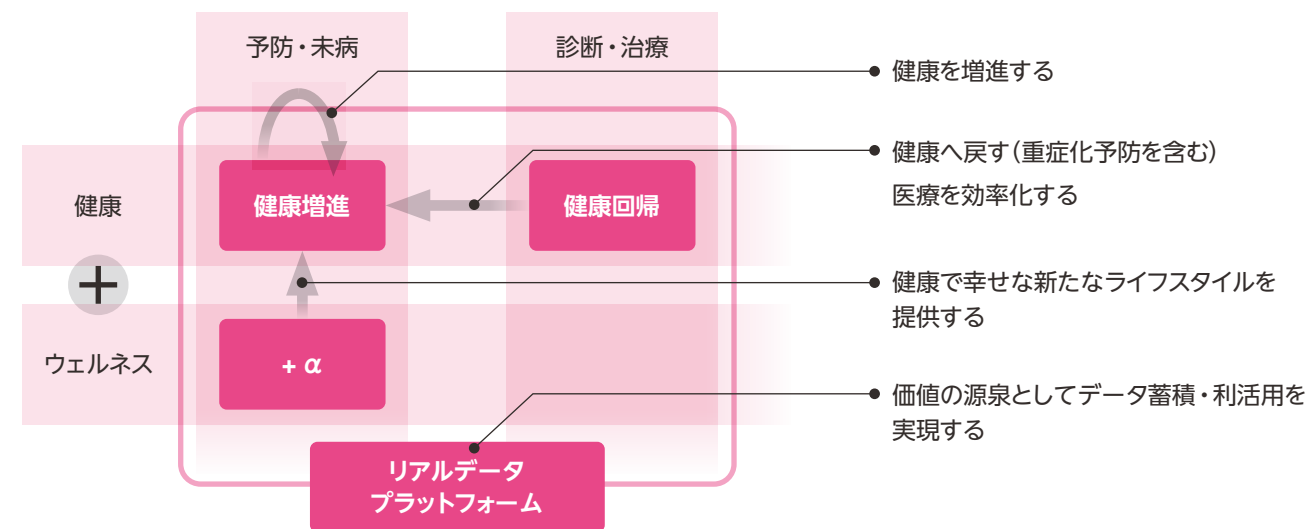 予防・未病
診断・治療
健康を増進する
健康へ戻す(重症化予防を含む)
医療を効率化する
健康
健康増進
健康回帰
+
健康で幸せな新たなライフスタイルを
提供する
ウェルネス
+ α
価値の源泉としてデータ蓄積・利活用を
実現する
リアルデータ
プラットフォーム